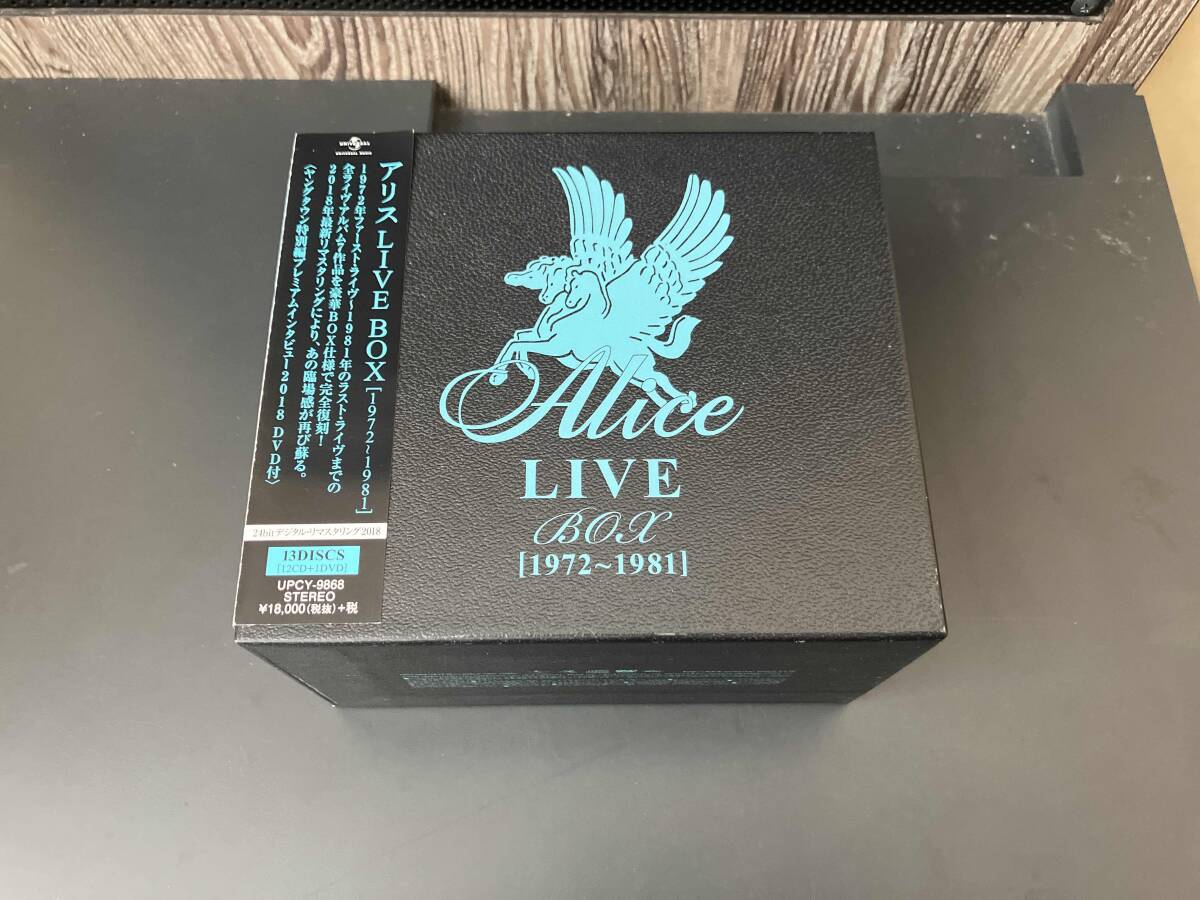 UNIVERSAL
UNIVERSAL MUSIC
アリス LIVE BOX [1972~1981]
1972年ファースト・ライヴ~1981年のラスト・ライヴまでの
全ライヴ・アルバム7作品を豪華BOX仕様で完全復刻！
2018年最新リマスタリングにより、あの臨場感が再び蘇る。
〈ヤングタウン特別編プレミアムインタビュー2018 DVD付〉
24bitデジタル・リマスタリング2018
13DISCS
[12CD+1DVD]
UPCY-9868
STEREO
¥18,000(税抜)+税
Alice
LIVE
BOX
[1972~1981]